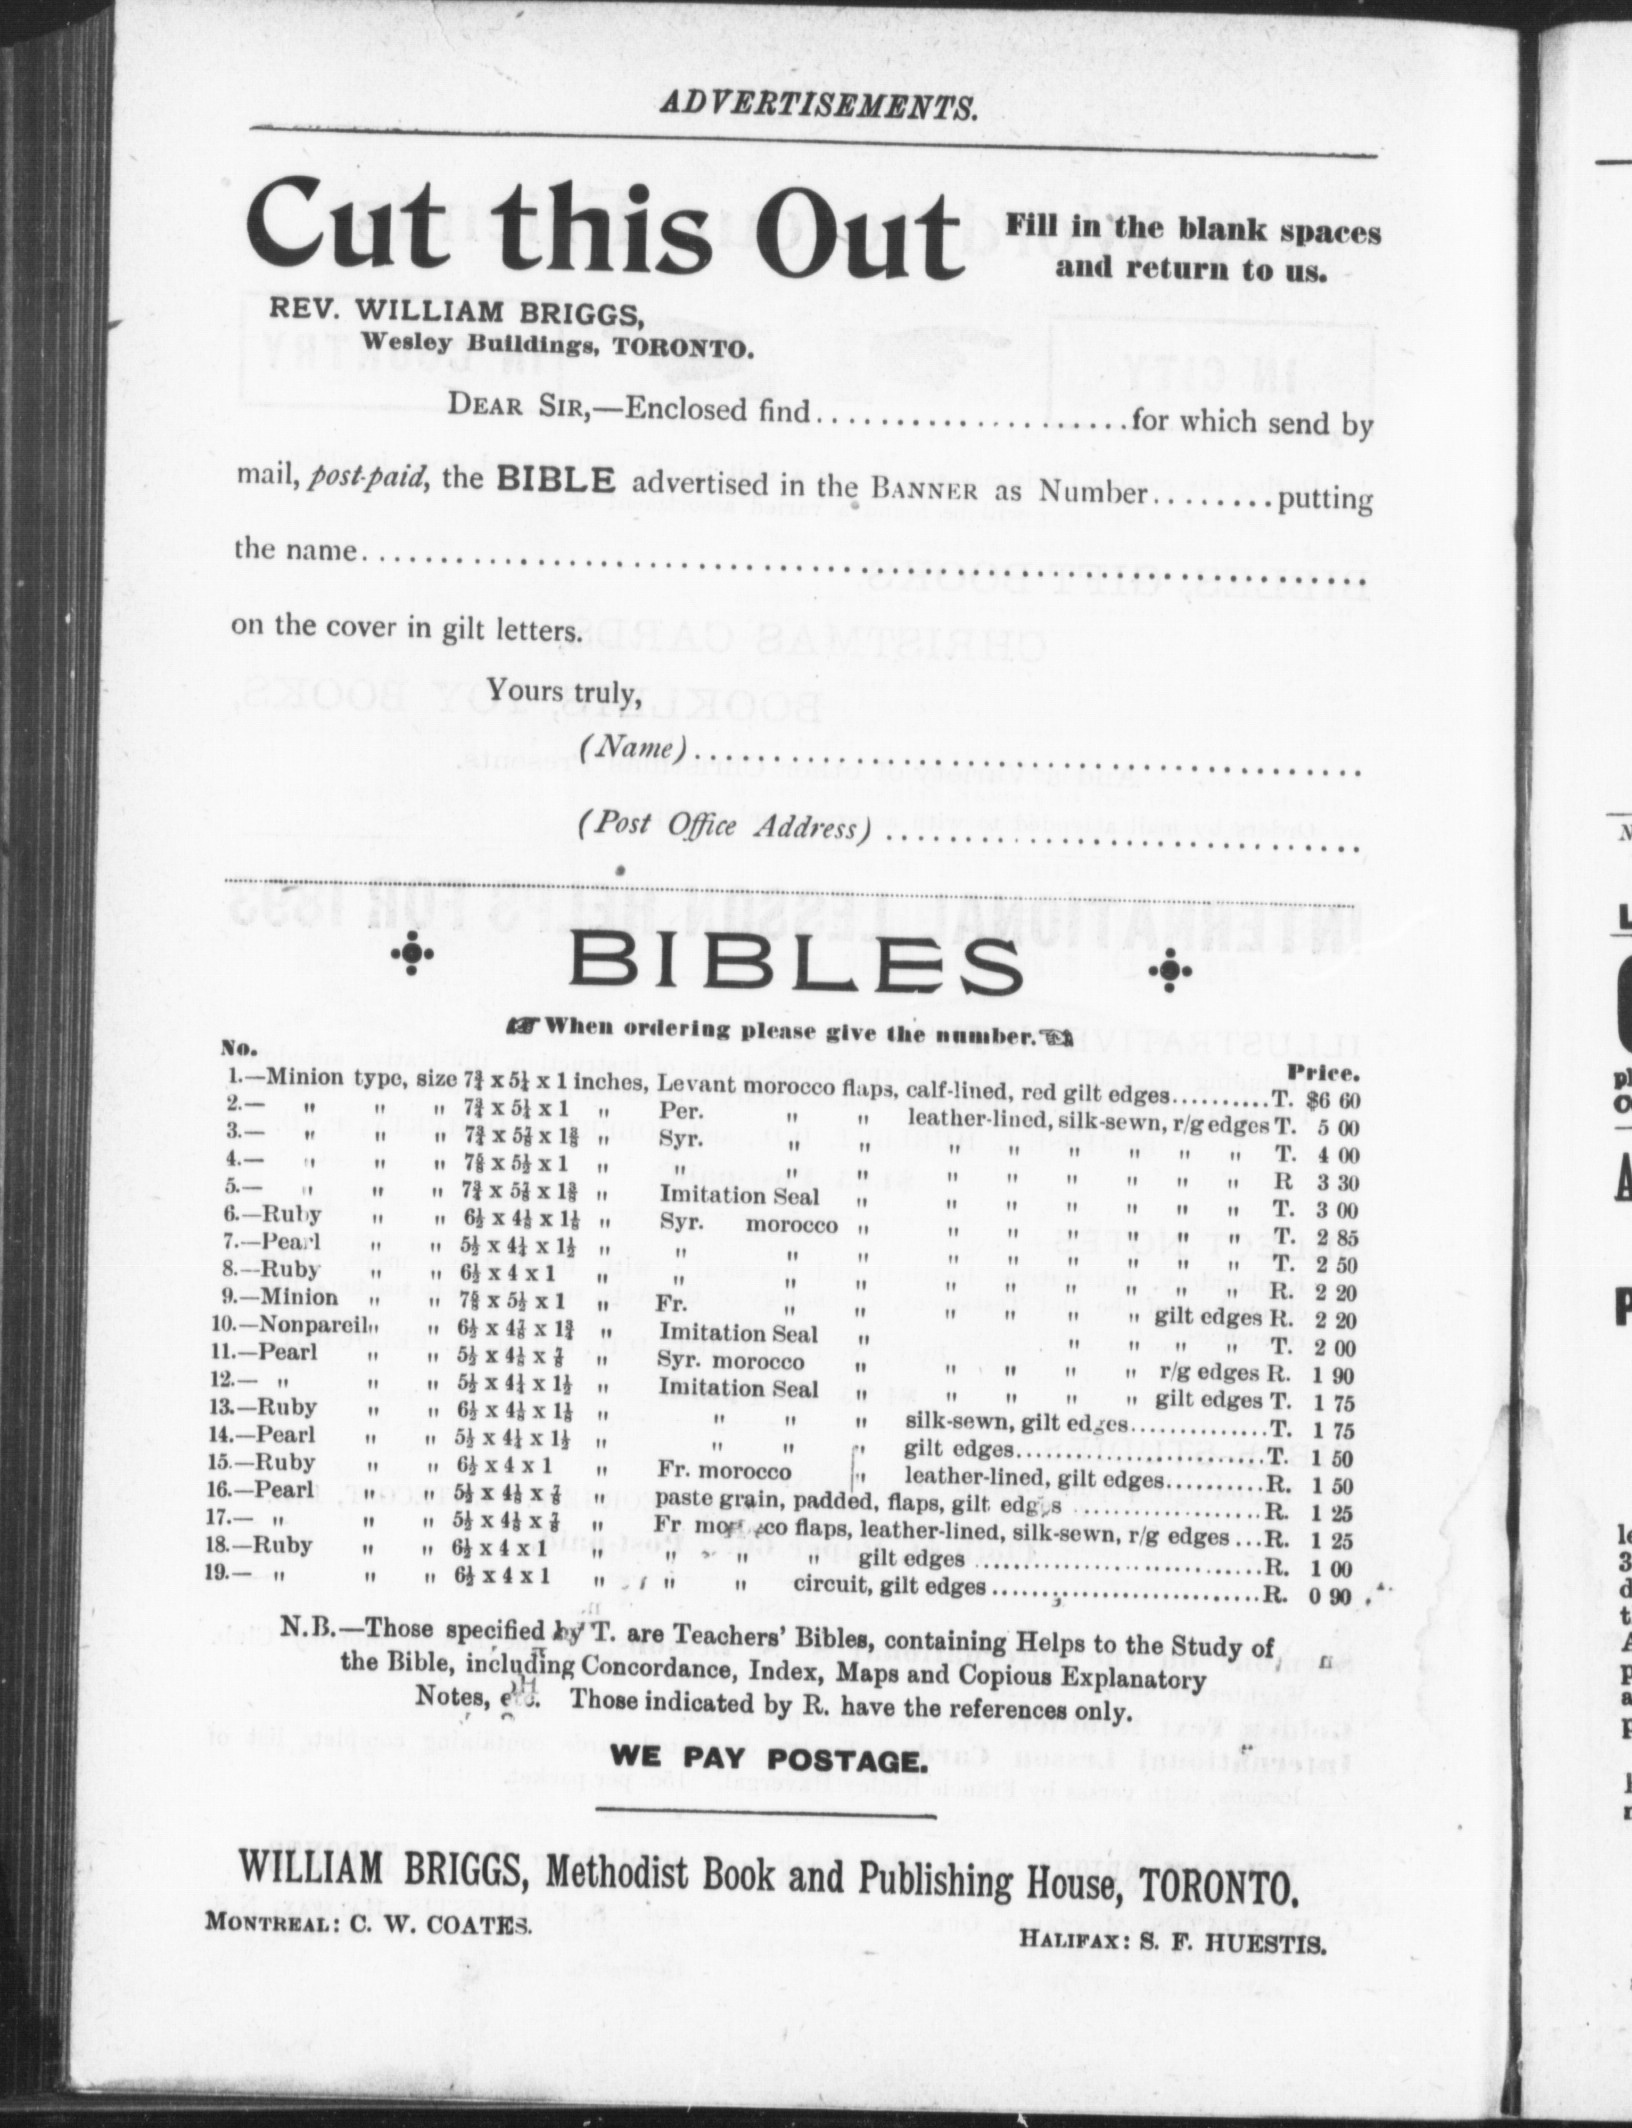 ADVERTISEMENTS.
Cut this Out
Fill in the blank spaces
and return to us.
REV. WILLIAM BRIGGS,
Wesley Buildings, TORONTO.
DEAR SIR,—Enclosed find....................for which send by
mail, post-paid, the BIBLE advertised in the BANNER as Number........putting
the name................................................................
on the cover in gilt letters.
Yours truly,
(Name)...........................................
(Post Office Address) ..............................
BIBLES
☞When ordering please give the number.☜
No. Price.
1.—Minion type, size 7¾ x 5¼ x 1 inches, Levant morocco flaps, calf-lined, red gilt edges..........T. $6 60
2.— " " " 7¾ x 5¼ x 1 " Per. " " leather-lined, silk-sewn, r/g edges T. 5 00
3.— " " " 7¾ x 5⅞ x 1⅜ " Syr. " " " " " " " " T. 4 00
4.— " " " 7⅝ x 5½ x 1 " " " " " " " " " " R 3 30
5.— " " " 7¾ x 5⅞ x 1⅜ " Imitation Seal " " " " " " " T. 3 00
6.—Ruby " " 6½ x 4⅛ x 1⅛ " Syr. morocco " " " " " " " T. 2 85
7.—Pearl " " 5½ x 4¼ x 1½ " " " " " " " " " " T. 2 50
8.—Ruby " " 6½ x 4 x 1 " " " " " " " " " " R. 2 20
9.—Minion " " 7⅝ x 5½ x 1 " Fr. " " " " " " gilt edges R. 2 20
10.—Nonpareil " " 6½ x 4⅞ x 1¾ " Imitation Seal " " " " " T. 2 00
11.—Pearl " " 5½ x 4⅛ x ⅞ " Syr. morocco " " " " " r/g edges R. 1 90
12.— " " " 5½ x 4¼ x 1½ " Imitation Seal " " " " " gilt edges T. 1 75
13.—Ruby " " 6½ x 4⅛ x 1⅛ " " " " silk-sewn, gilt edges..............T. 1 75
14.—Pearl " " 5½ x 4¼ x 1½ " " " " gilt edges..........................T. 1 50
15.—Ruby " " 6½ x 4 x 1 " Fr. morocco " leather-lined, gilt edges..........R. 1 50
16.—Pearl " " 5½ x 4⅛ x ⅞ " paste grain, padded, flaps, gilt edges ...................R. 1 25
17.— " " " 5½ x 4⅛ x ⅞ " Fr morocco flaps, leather-lined, silk-sewn, r/g edges...R. 1 25
18.—Ruby " " 6½ x 4 x 1 " " " " gilt edges ..............................R. 1 00
19.— " " " 6½ x 4 x 1 " " " circuit, gilt edges............................R. 0 90
N.B.—Those specified by T. are Teachers' Bibles, containing Helps to the Study of
the Bible, including Concordance, Index, Maps and Copious Explanatory
Notes, etc. Those indicated by R. have the references only.
WE PAY POSTAGE.
WILLIAM BRIGGS, Methodist Book and Publishing House, TORONTO.
MONTREAL: C. W. COATES. HALIFAX: S. F. HUESTIS.